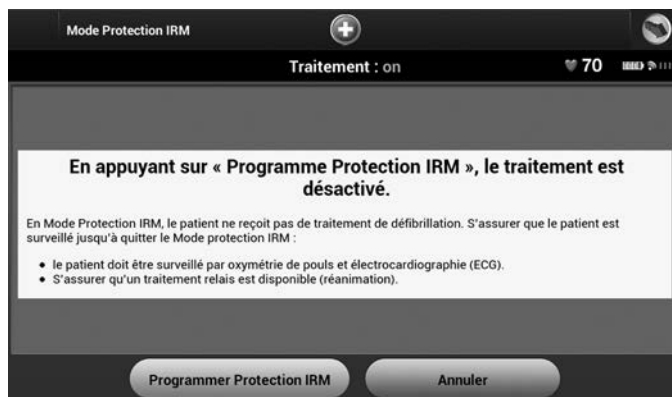 Mode Protection IRM
Traitement : on
70
En appuyant sur « Programme Protection IRM », le traitement est
désactivé.
En Mode Protection IRM, le patient ne reçoit pas de traitement de défibrillation. S'assurer que le patient est
surveillé jusqu'à quitter le Mode protection IRM :
• le patient doit être surveillé par oxymétrie de pouls et électrocardiographie (ECG).
• S'assurer qu'un traitement relais est disponible (réanimation).
Programmer Protection IRM
Annuler